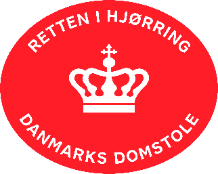 RETTEN I HJØRRING
DANMARKS DOMSTOLE